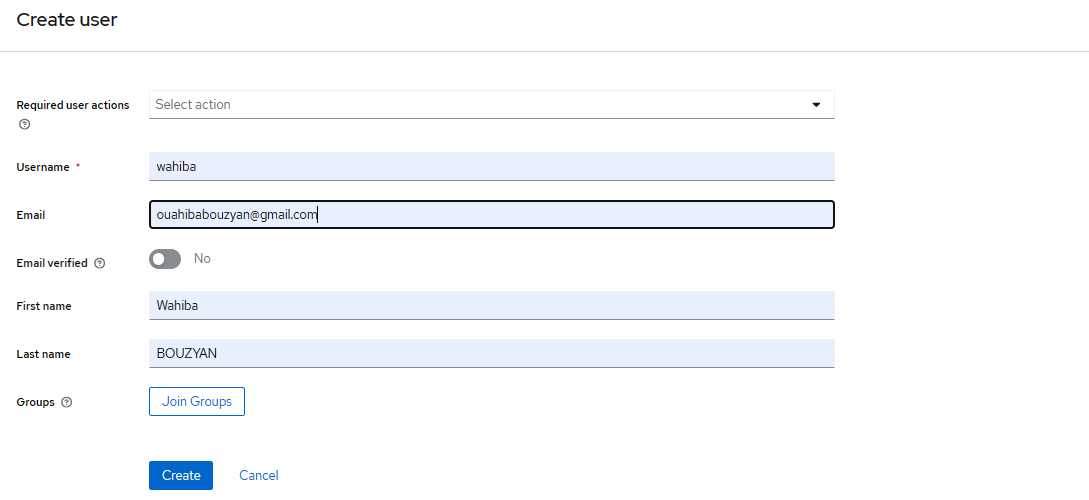 Create user
Required user actions
Select action
Username *
wahiba
Email
ouahibabouzyan@gmail.com
Email verified
No
First name
Wahiba
Last name
BOUZYAN
Groups
Join Groups
Create
Cancel